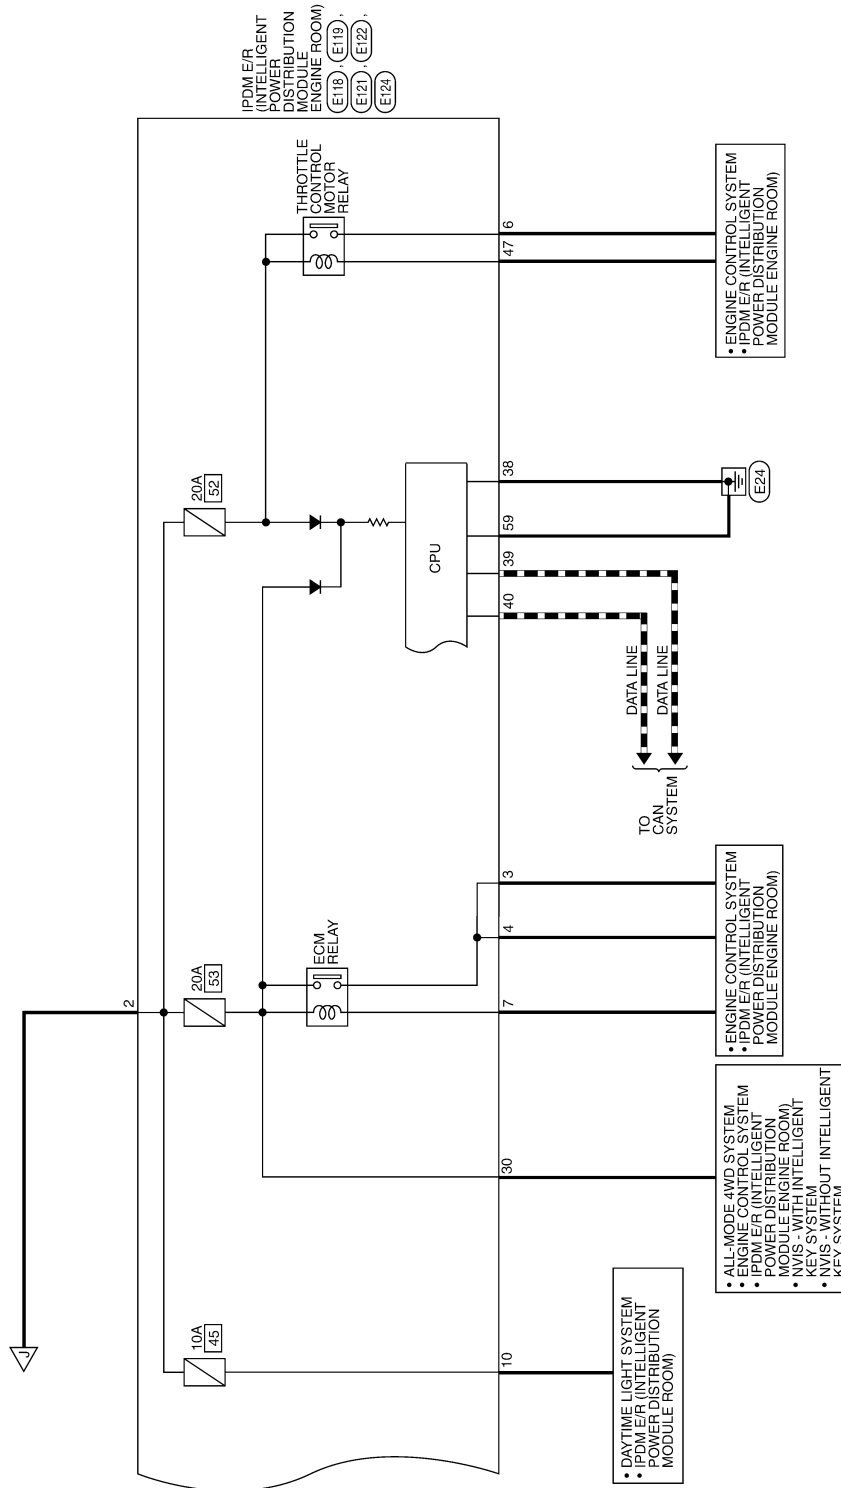 J
2
IPDM E/R
(INTELLIGENT
POWER
DISTRIBUTION
MODULE
ENGINE ROOM)
E118 , E119 ,
E121 , E122 ,
E124
10A
45
20A
53
20A
52
ECM
RELAY
THROTTLE
CONTROL
MOTOR
RELAY
CPU
10
30
7
4
3
40
39
59
38
47
6
DATA LINE
DATA LINE
TO
CAN
SYSTEM
E24
• DAYTIME LIGHT SYSTEM
• IPDM E/R (INTELLIGENT
POWER DISTRIBUTION
MODULE ROOM)
• ALL-MODE 4WD SYSTEM
• ENGINE CONTROL SYSTEM
• IPDM E/R (INTELLIGENT
POWER DISTRIBUTION
MODULE ENGINE ROOM)
• NVIS - WITH INTELLIGENT
KEY SYSTEM
• NVIS - WITHOUT INTELLIGENT
KEY SYSTEM
• ENGINE CONTROL SYSTEM
• IPDM E/R (INTELLIGENT
POWER DISTRIBUTION
MODULE ENGINE ROOM)
• ENGINE CONTROL SYSTEM
• IPDM E/R (INTELLIGENT
POWER DISTRIBUTION
MODULE ENGINE ROOM)